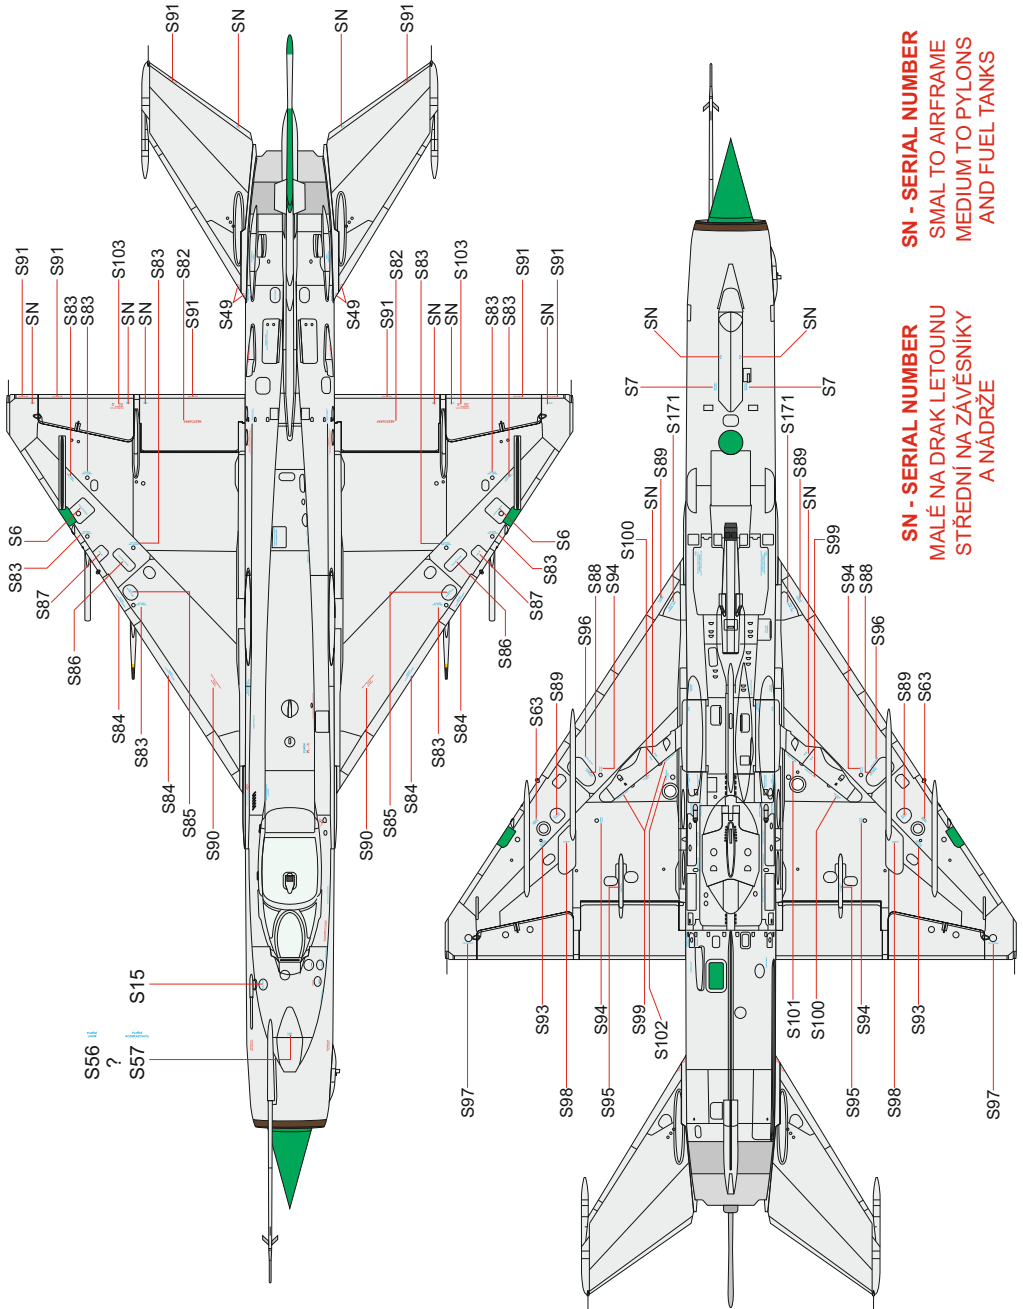 S91
SN
SN
S91
S91
SN
S91
S83
S83
S103
SN
SN
S83
S82
S91
S49
S49
S91
S82
S83
SN
SN
S103
S83
S83
S91
SN
S91
S6
S83
S87
S86
S84
S83
S84
S85
S90
S6
S83
S87
S86
S84
S83
S84
S85
S90
S15
S56
?
S57
SN
SN
S7
S7
S171
S171
S89
SN
S100
S94
S88
S96
S89
S63
S89
SN
S99
S94
S88
S96
S89
S63
S97
S93
S98
S94
S95
S99
S102
S101
S100
S94
S95
S93
S98
S97
SN - SERIAL NUMBER
SMAL TO AIRFRAME
MEDIUM TO PYLONS
AND FUEL TANKS
SN - SERIAL NUMBER
MALÉ NA DRAK LETOUNU
STŘEDNÍ NA ZÁVĚSNÍKY
A NÁDRŽE